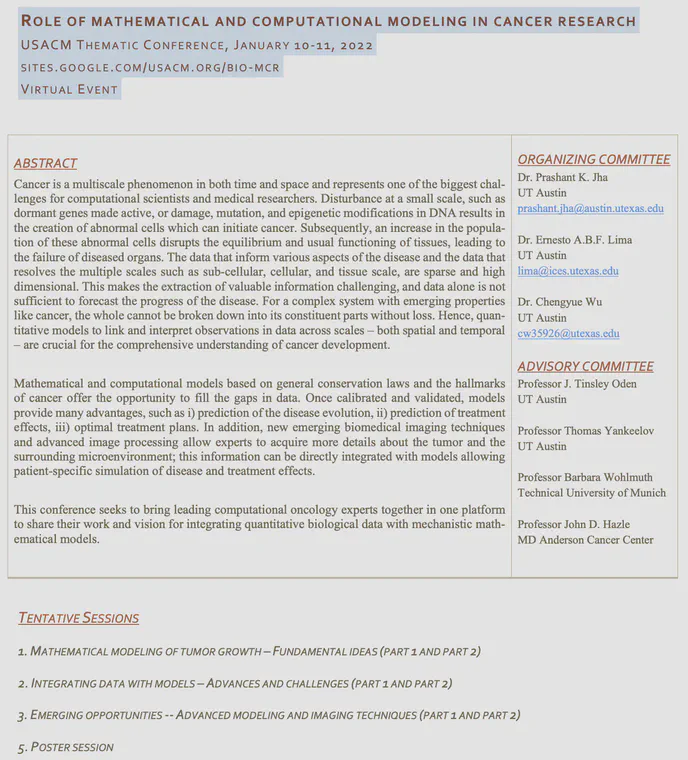 ROLE OF MATHEMATICAL AND COMPUTATIONAL MODELING IN CANCER RESEARCH
USACM THEMATIC CONFERENCE, JANUARY 10-11, 2022
SITES.GOOGLE.COM/USACM.ORG/BIO-MCR
VIRTUAL EVENT
ABSTRACT
Cancer is a multiscale phenomenon in both time and space and represents one of the biggest chal-
lenges for computational scientists and medical researchers. Disturbance at a small scale, such as
dormant genes made active, or damage, mutation, and epigenetic modifications in DNA results in
the creation of abnormal cells which can initiate cancer. Subsequently, an increase in the popula-
tion of these abnormal cells disrupts the equilibrium and usual functioning of tissues, leading to
the failure of diseased organs. The data that inform various aspects of the disease and the data that
resolves the multiple scales such as sub-cellular, cellular, and tissue scale, are sparse and high
dimensional. This makes the extraction of valuable information challenging, and data alone is not
sufficient to forecast the progress of the disease. For a complex system with emerging properties
like cancer, the whole cannot be broken down into its constituent parts without loss. Hence, quan-
titative models to link and interpret observations in data across scales – both spatial and temporal
– are crucial for the comprehensive understanding of cancer development.
Mathematical and computational models based on general conservation laws and the hallmarks
of cancer offer the opportunity to fill the gaps in data. Once calibrated and validated, models
provide many advantages, such as i) prediction of the disease evolution, ii) prediction of treatment
effects, iii) optimal treatment plans. In addition, new emerging biomedical imaging techniques
and advanced image processing allow experts to acquire more details about the tumor and the
surrounding microenvironment; this information can be directly integrated with models allowing
patient-specific simulation of disease and treatment effects.
This conference seeks to bring leading computational oncology experts together in one platform
to share their work and vision for integrating quantitative biological data with mechanistic math-
ematical models.
ORGANIZING COMMITTEE
Dr. Prashant K. Jha
UT Austin
prashant.jha@austin.utexas.edu
Dr. Ernesto A.B.F. Lima
UT Austin
lima@ices.utexas.edu
Dr. Chengyue Wu
UT Austin
cw35926@utexas.edu
ADVISORY COMMITTEE
Professor J. Tinsley Oden
UT Austin
Professor Thomas Yankeelov
UT Austin
Professor Barbara Wohlmuth
Technical University of Munich
Professor John D. Hazle
MD Anderson Cancer Center
TENTATIVE SESSIONS
1. MATHEMATICAL MODELING OF TUMOR GROWTH – FUNDAMENTAL IDEAS (PART 1 AND PART 2)
2. INTEGRATING DATA WITH MODELS – ADVANCES AND CHALLENGES (PART 1 AND PART 2)
3. EMERGING OPPORTUNITIES -- ADVANCED MODELING AND IMAGING TECHNIQUES (PART 1 AND PART 2)
5. POSTER SESSION